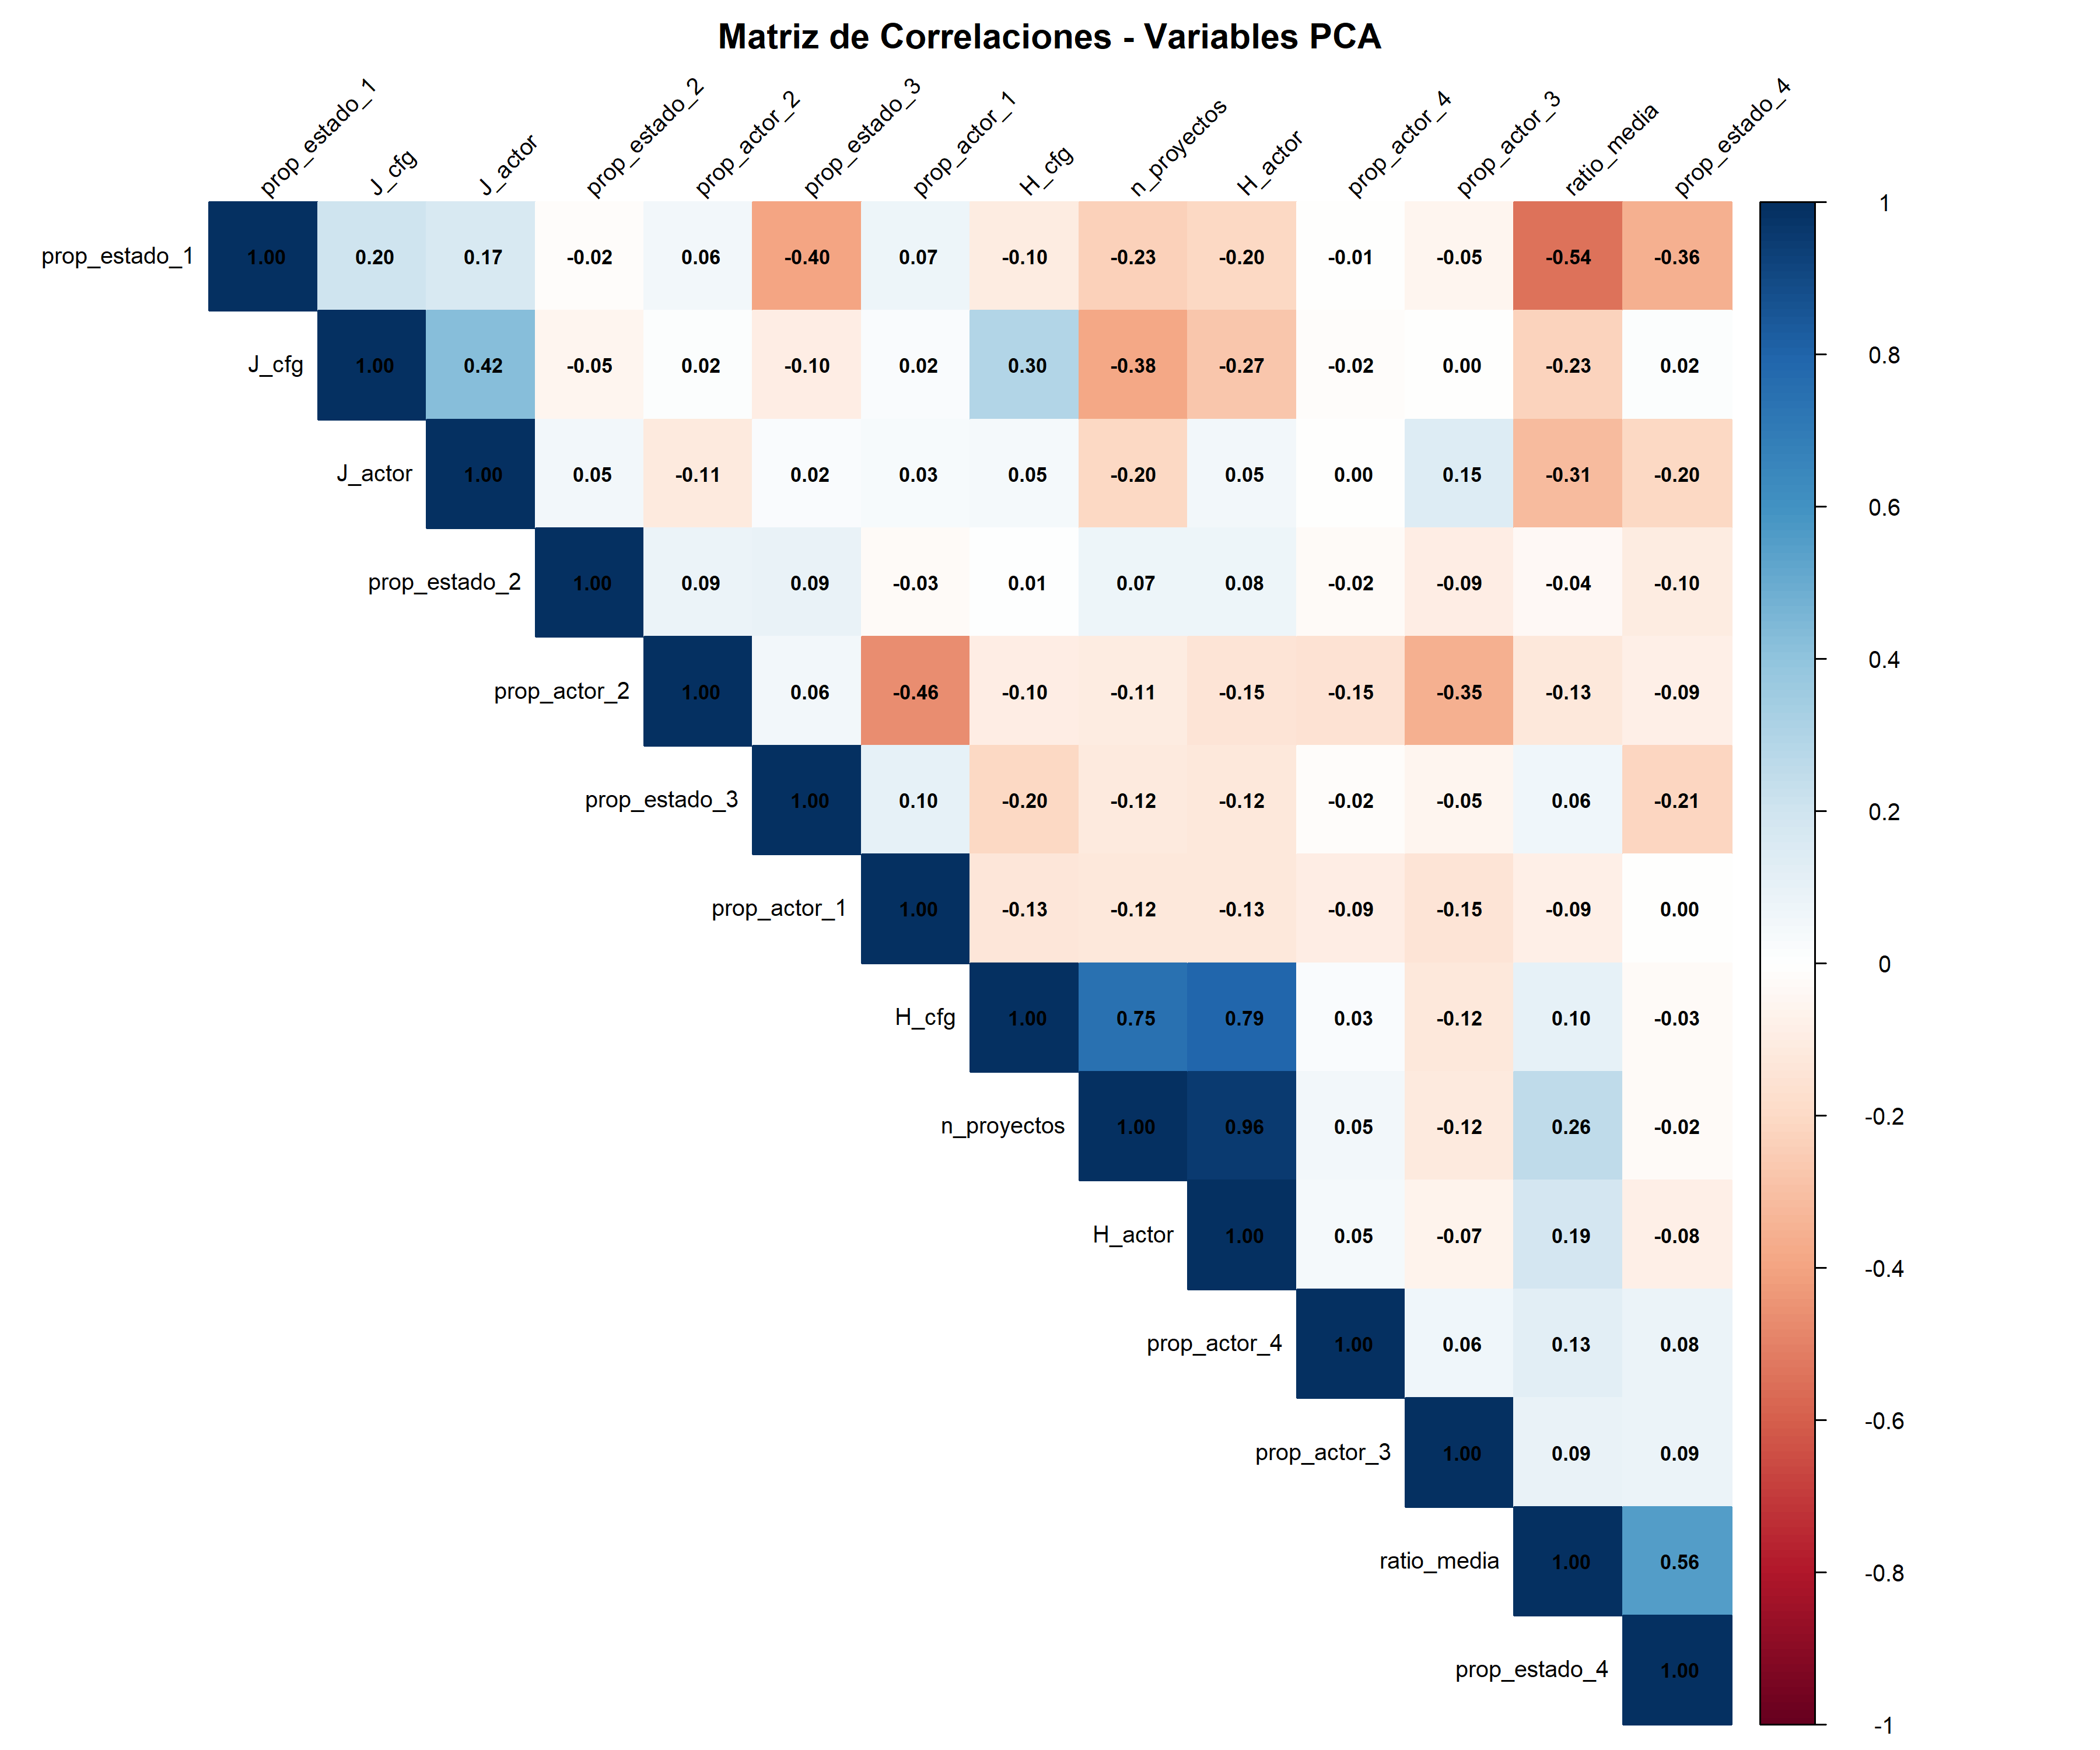 Matriz de Correlaciones - Variables PCA
prop_estado_1 J_cfg J_actor prop_estado_2 prop_actor_2 prop_estado_3 prop_actor_1 H_cfg n_proyectos H_actor prop_actor_4 prop_actor_3 ratio_media prop_estado_4
prop_estado_1 1.00 0.20 0.17 -0.02 0.06 -0.40 0.07 -0.10 -0.23 -0.20 -0.01 -0.05 -0.54 -0.36
J_cfg 1.00 0.42 -0.05 0.02 -0.10 0.02 0.30 -0.38 -0.27 -0.02 0.00 -0.23 0.02
J_actor 1.00 0.05 -0.11 0.02 0.03 0.05 -0.20 0.05 0.00 0.15 -0.31 -0.20
prop_estado_2 1.00 0.09 0.09 -0.03 0.01 0.07 0.08 -0.02 -0.09 -0.04 -0.10
prop_actor_2 1.00 0.06 -0.46 -0.10 -0.11 -0.15 -0.15 -0.35 -0.13 -0.09
prop_estado_3 1.00 0.10 -0.20 -0.12 -0.12 -0.02 -0.05 0.06 -0.21
prop_actor_1 1.00 -0.13 -0.12 -0.13 -0.09 -0.15 -0.09 0.00
H_cfg 1.00 0.75 0.79 0.03 -0.12 0.10 -0.03
n_proyectos 1.00 0.96 0.05 -0.12 0.26 -0.02
H_actor 1.00 0.05 -0.07 0.19 -0.08
prop_actor_4 1.00 0.06 0.13 0.08
prop_actor_3 1.00 0.09 0.09
ratio_media 1.00 0.56
prop_estado_4 1.00
1
0.8
0.6
0.4
0.2
0
-0.2
-0.4
-0.6
-0.8
-1